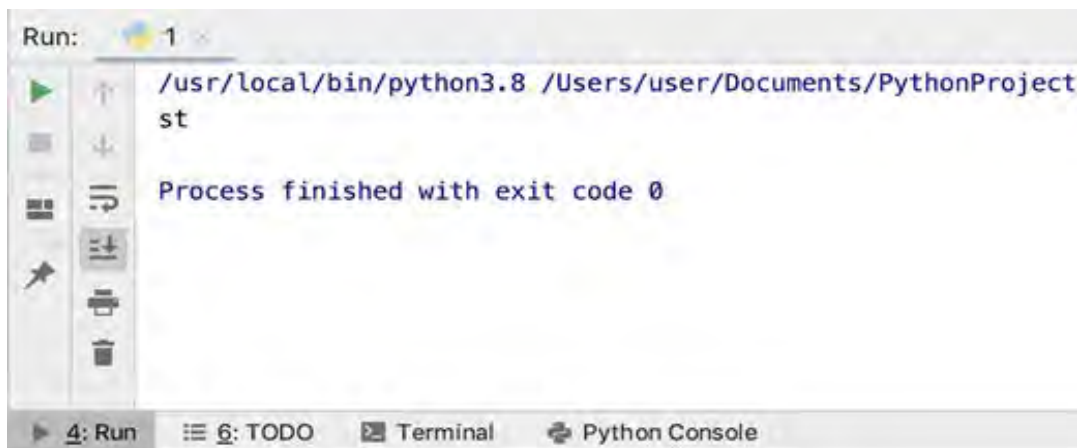 Run: 1
/usr/local/bin/python3.8 /Users/user/Documents/PythonProject
st
Process finished with exit code 0
4: Run 6: TODO Terminal Python Console